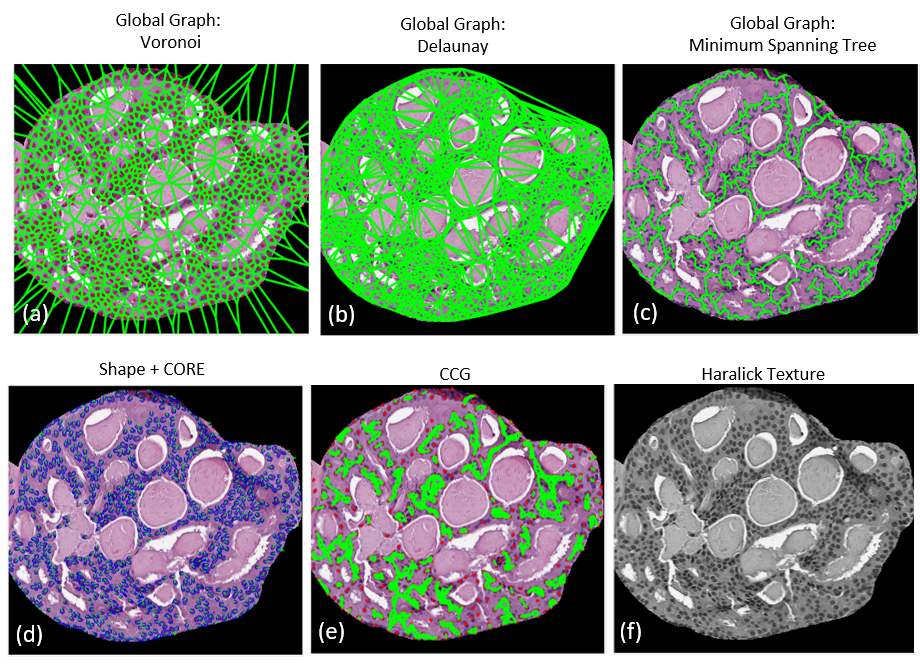 Global Graph:
Voronoi
Global Graph:
Delaunay
Global Graph:
Minimum Spanning Tree
(a)
(b)
(c)
Shape + CORE
CCG
Haralick Texture
(d)
(e)
(f)